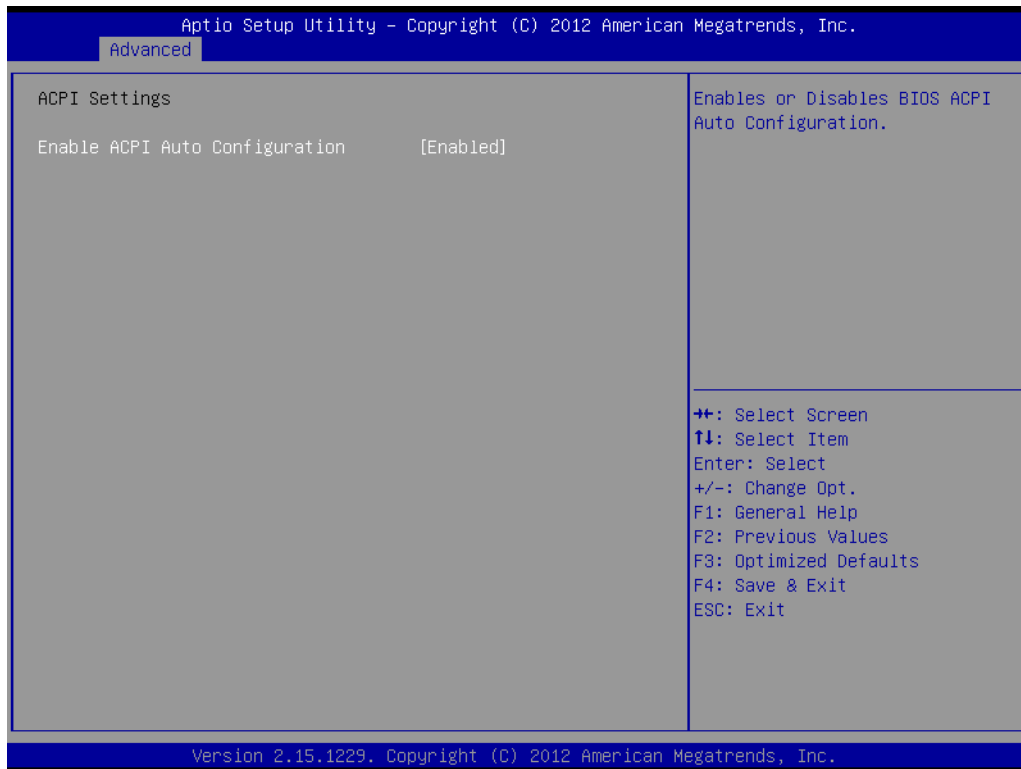 Aptio Setup Utility – Copyright (C) 2012 American Megatrends, Inc.
Advanced
ACPI Settings
Enable ACPI Auto Configuration [Enabled]
Enables or Disables BIOS ACPI
Auto Configuration.
→←: Select Screen
↑↓: Select Item
Enter: Select
+/-: Change Opt.
F1: General Help
F2: Previous Values
F3: Optimized Defaults
F4: Save & Exit
ESC: Exit
Version 2.15.1229. Copyright (C) 2012 American Megatrends, Inc.